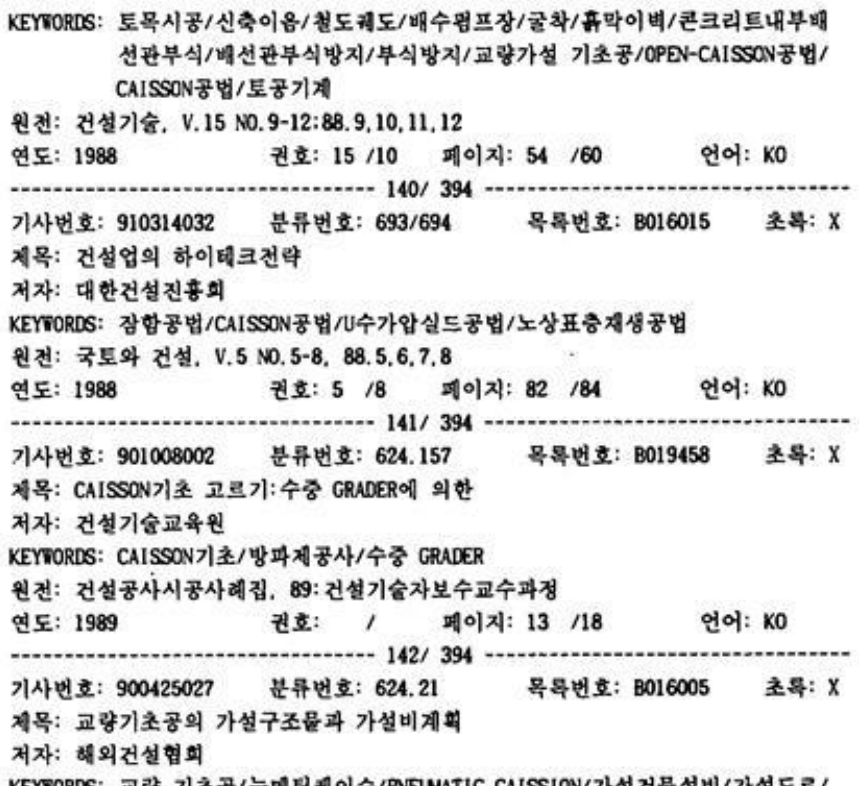 KEYWORDS: 토목시공/신축이음/철도궤도/배수펌프장/굴착/흙막이벽/콘크리트내부배
선관부식/배선관부식방지/부식방지/교량가설 기초공/OPEN-CAISSON공법/
CAISSON공법/토공기계
원전: 건설기술, V.15 NO.9-12:88.9,10,11,12
연도: 1988 권호: 15 /10 페이지: 54 /60 언어: KO
---------------------------------- 140/ 394 ----------------------------------
기사번호: 910314032 분류번호: 693/694 목록번호: B016015 초록: X
제목: 건설업의 하이테크전략
저자: 대한건설진흥회
KEYWORDS: 잠함공법/CAISSON공법/U수가압실드공법/노상표층재생공법
원전: 국토와 건설, V.5 NO.5-8, 88.5,6,7,8
연도: 1988 권호: 5 /8 페이지: 82 /84 언어: KO
---------------------------------- 141/ 394 ----------------------------------
기사번호: 901008002 분류번호: 624.157 목록번호: B019458 초록: X
제목: CAISSON기초 고르기:수중 GRADER에 의한
저자: 건설기술교육원
KEYWORDS: CAISSON기초/방파제공사/수중 GRADER
원전: 건설공사시공사례집, 89:건설기술자보수교수과정
연도: 1989 권호: / 페이지: 13 /18 언어: KO
---------------------------------- 142/ 394 ----------------------------------
기사번호: 900425027 분류번호: 624.21 목록번호: B016005 초록: X
제목: 교량기초공의 가설구조물과 가설비계획
저자: 해외건설협회
KEYWORDS: 교량 기초공/뉴메틱케이슨/PNEUMATIC CAISSION/가설건물설비/가설도로/